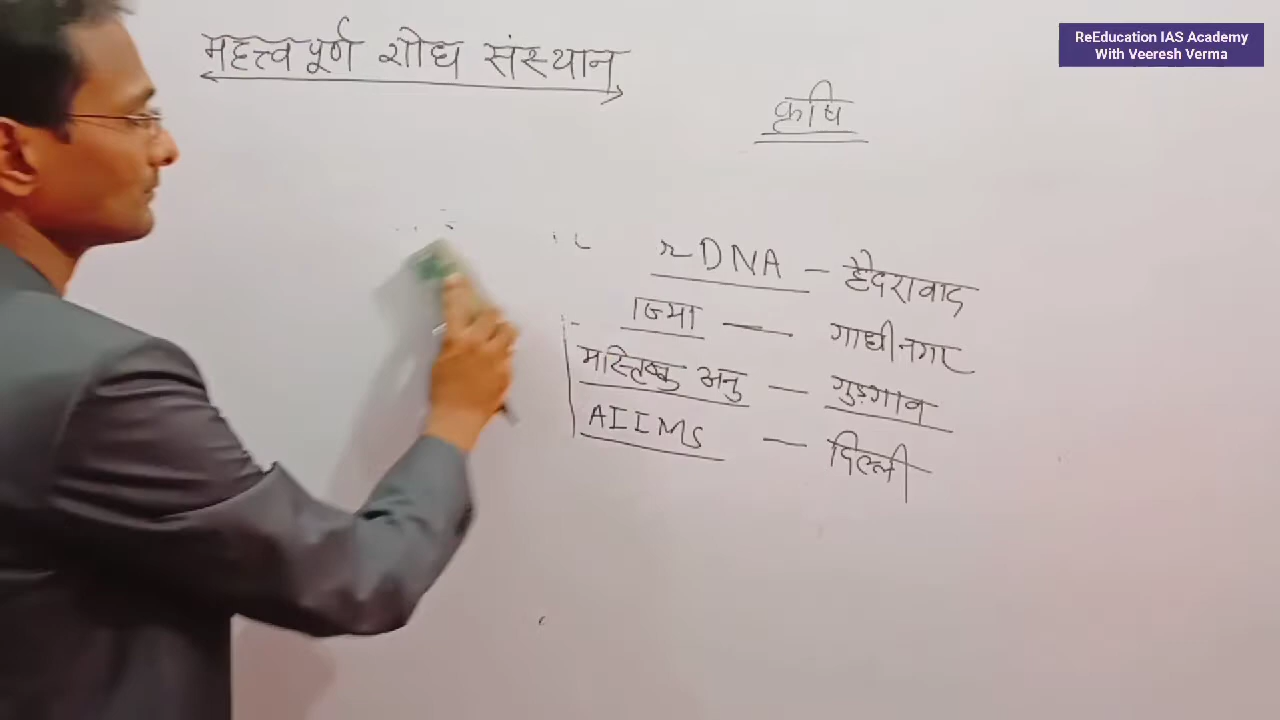 महत्त्वपूर्ण शोध संस्थान
ReEducation IAS Academy
With Veeresh Verma
कृषि
DNA - हैदरावाद
— गाधीनगर
मस्तिष्क अनु — गुड़गाव
AIIMS — दिल्ली